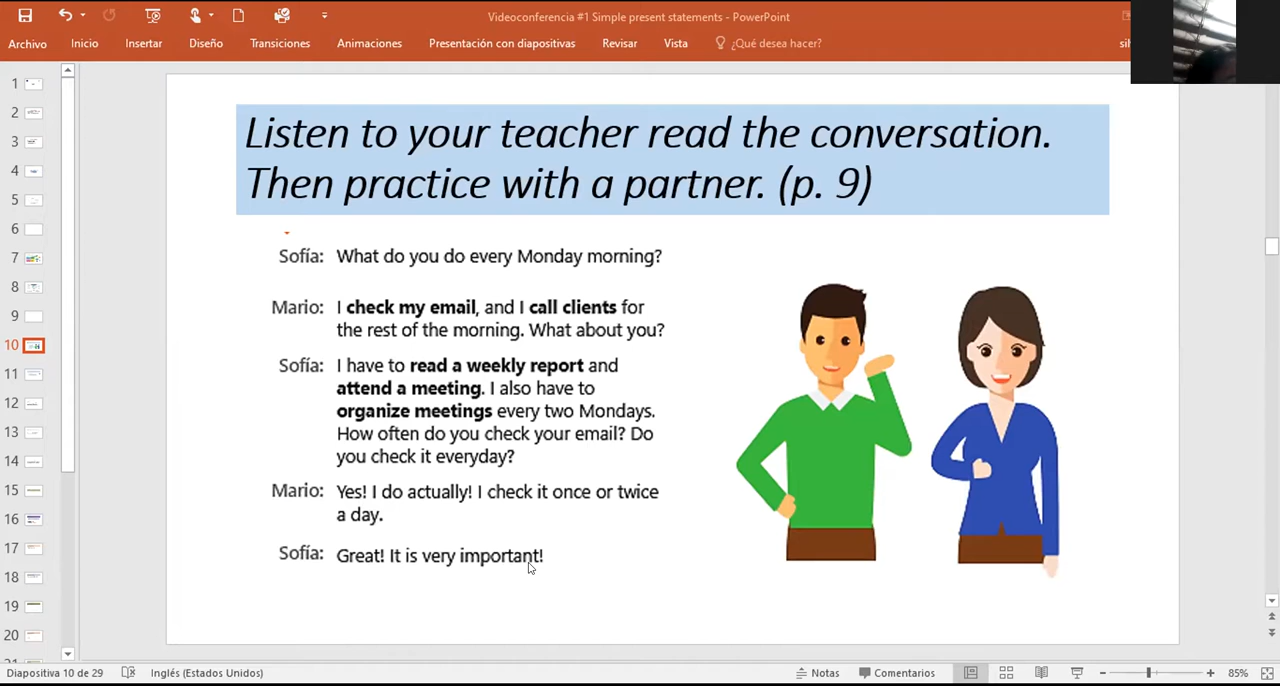 Videoconferencia #1 Simple present statements - PowerPoint
Archivo Inicio Insertar Diseño Transiciones Animaciones Presentación con diapositivas Revisar Vista ¿Qué desea hacer?
1
2
3
4
5
6
7
8
9
10
11
12
13
14
15
16
17
18
19
20
Listen to your teacher read the conversation.
Then practice with a partner. (p. 9)
Sofía: What do you do every Monday morning?
Mario: I check my email, and I call clients for
the rest of the morning. What about you?
Sofía: I have to read a weekly report and
attend a meeting. I also have to
organize meetings every two Mondays.
How often do you check your email? Do
you check it everyday?
Mario: Yes! I do actually! I check it once or twice
a day.
Sofía: Great! It is very important!
Diapositiva 10 de 29 Inglés (Estados Unidos) Notas Comentarios 85%